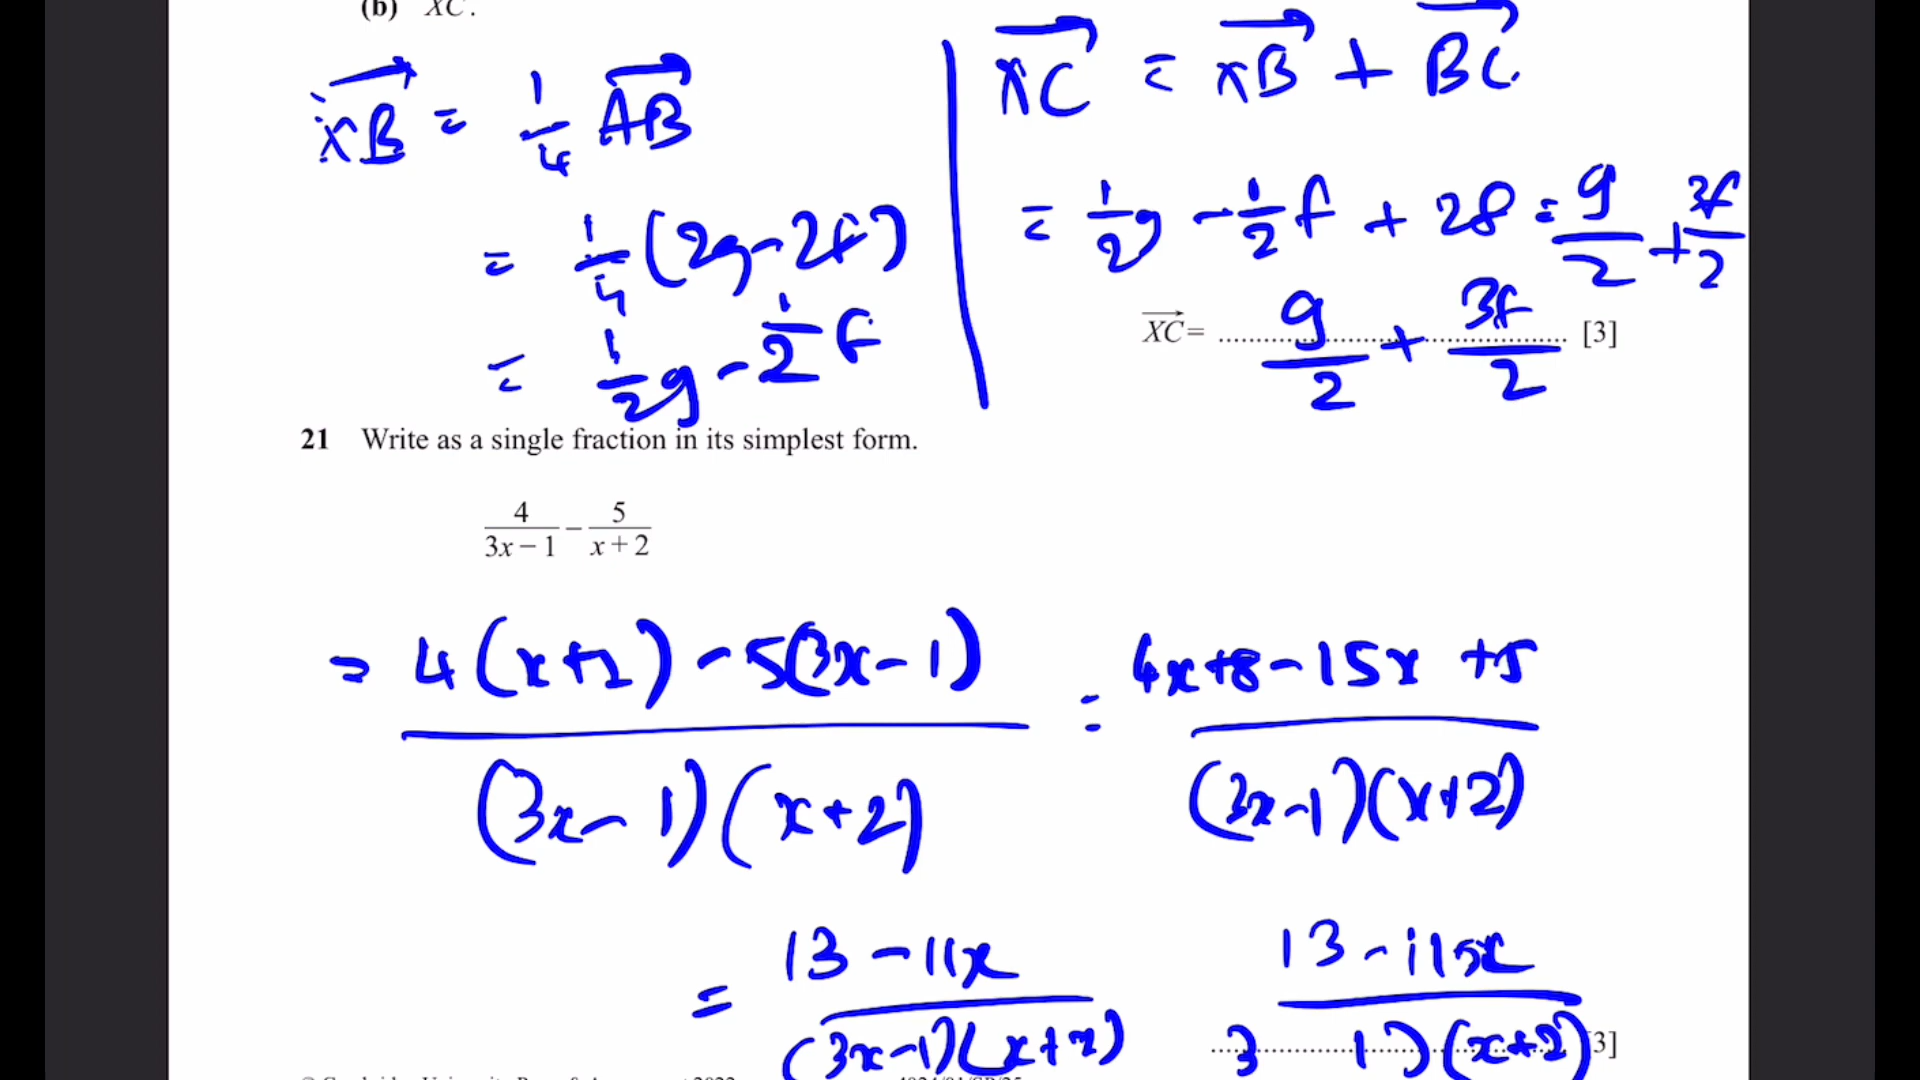 (b) XC.
XB = 1/4 AB
= 1/4 (2g - 2f)
= 1/2 g - 1/2 f
XC = XB + BC
= 1/2 g - 1/2 f + 2f = g/2 + 3f/2
XC = g/2 + 3f/2 [3]
21 Write as a single fraction in its simplest form.
4/(3x - 1) - 5/(x + 2)
= 4(x+2) - 5(3x-1) / (3x-1)(x+2) = 4x+8-15x+5 / (3x-1)(x+2)
= 13-11x / (3x-1)(x+2)
13-11x / 3 1)(x+2) [3]